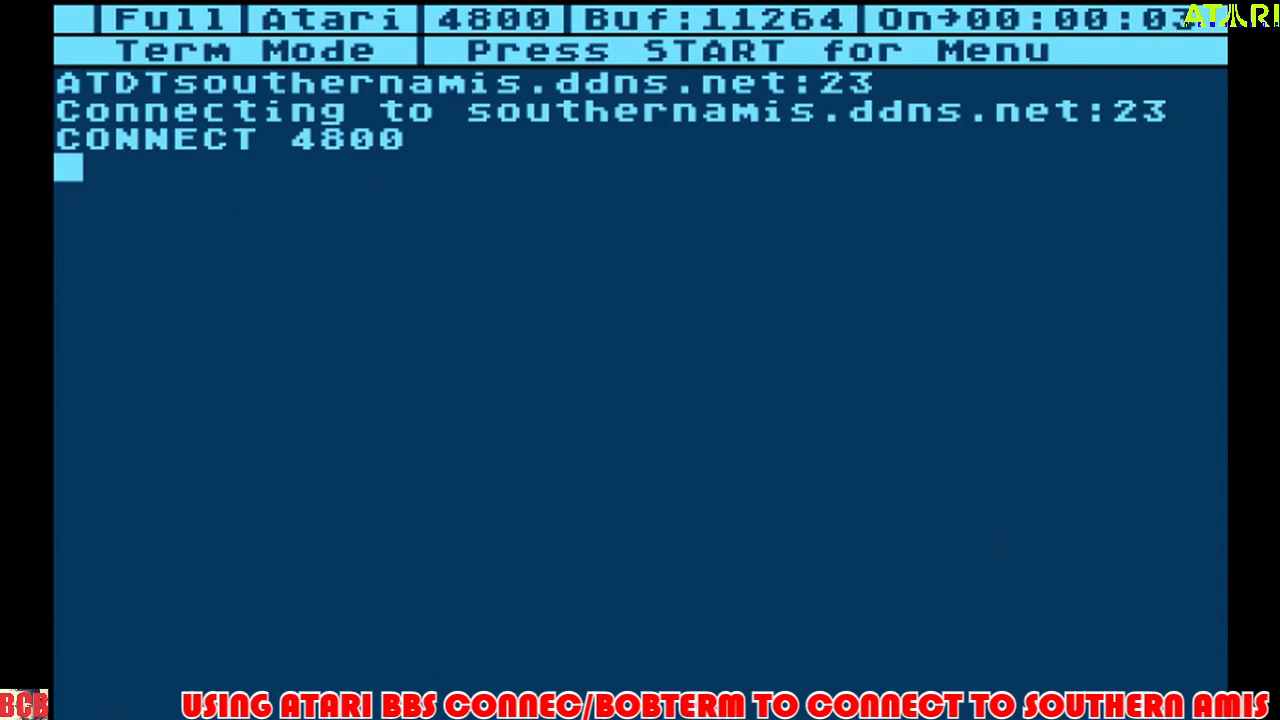 Full Atari 4800 Buf:11264 On→00:00:03
ATARI
Term Mode Press START for Menu
ATDTsouthernamis.ddns.net:23
Connecting to southernamis.ddns.net:23
CONNECT 4800
BCB
USING ATARI BBS CONNEC/BOBTERM TO CONNECT TO SOUTHERN AMIS